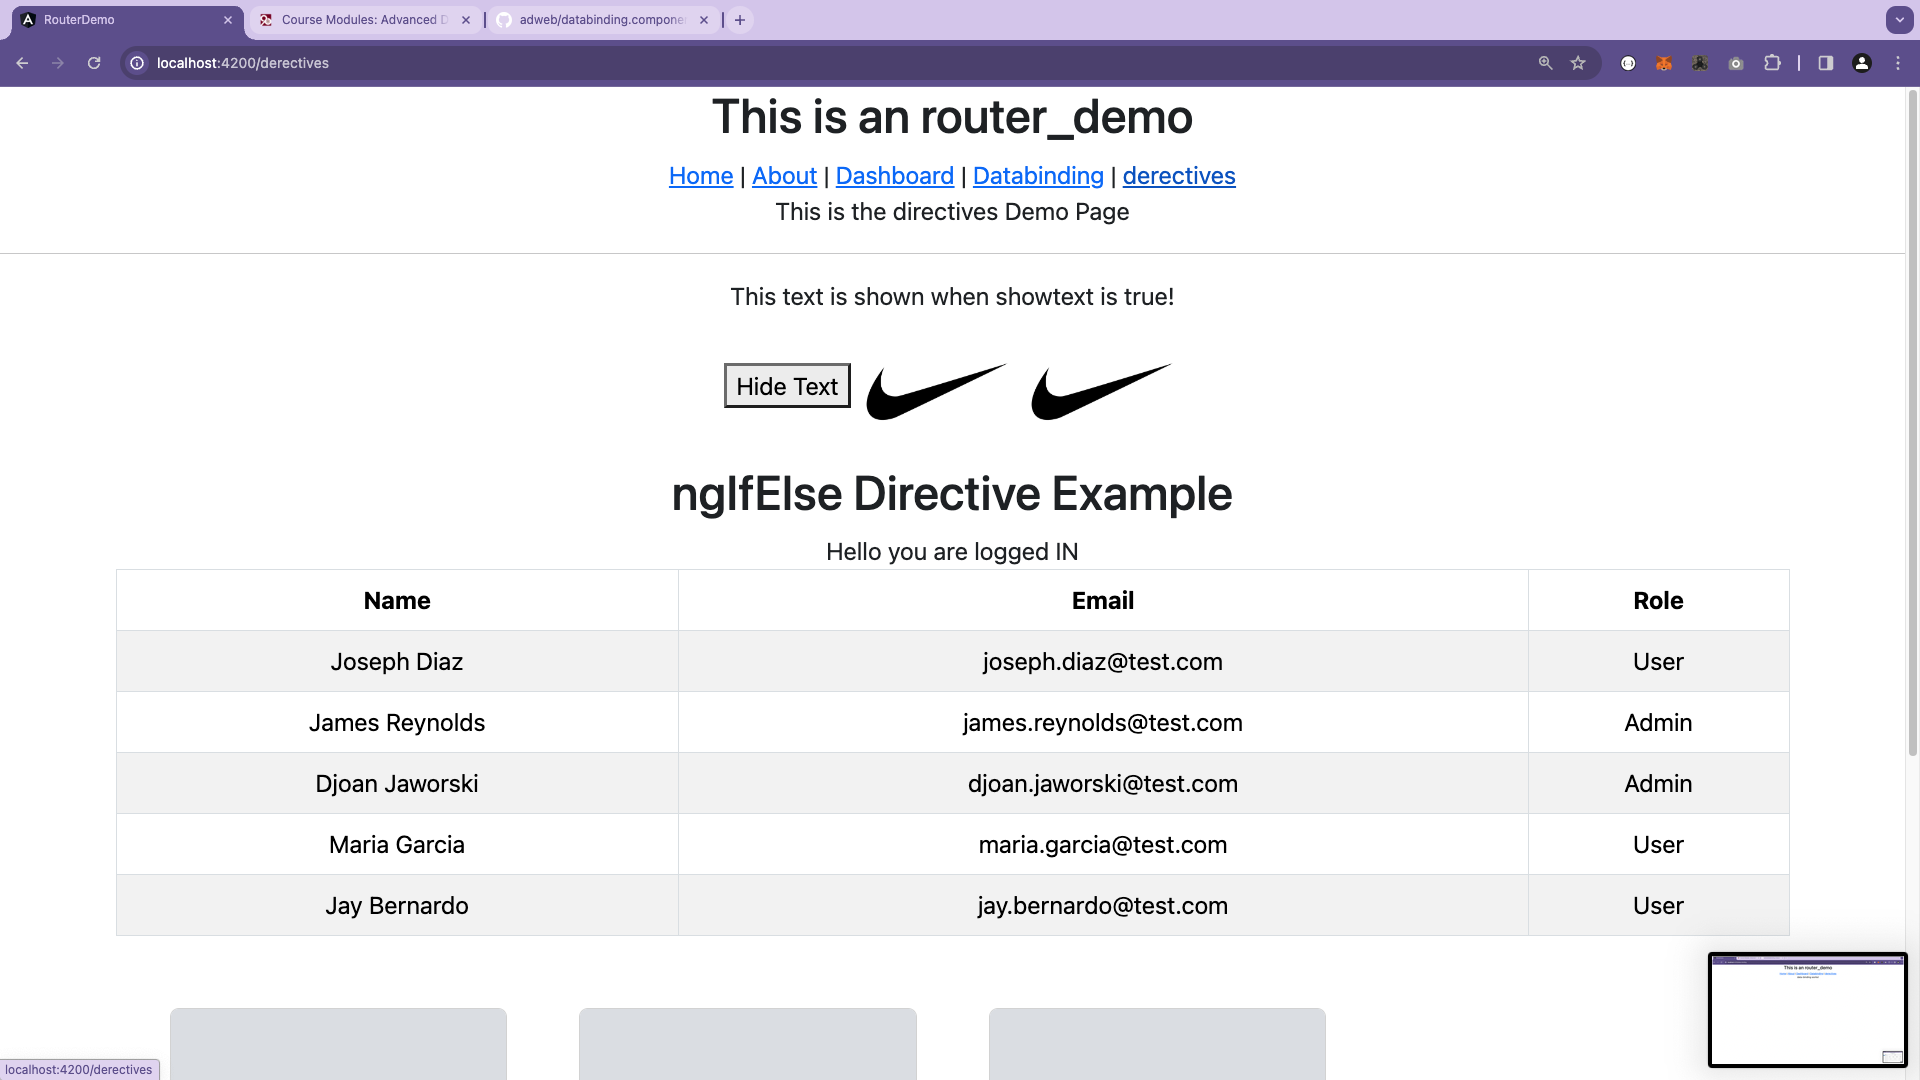 RouterDemo
Course Modules: Advanced D
adweb/databinding.compone
localhost:4200/derectives
This is an router_demo
Home | About | Dashboard | Databinding | derectives
This is the directives Demo Page
This text is shown when showtext is true!
Hide Text
ngIfElse Directive Example
Hello you are logged IN
Name Email Role
Joseph Diaz joseph.diaz@test.com User
James Reynolds james.reynolds@test.com Admin
Djoan Jaworski djoan.jaworski@test.com Admin
Maria Garcia maria.garcia@test.com User
Jay Bernardo jay.bernardo@test.com User
This is an router_demo
localhost:4200/derectives